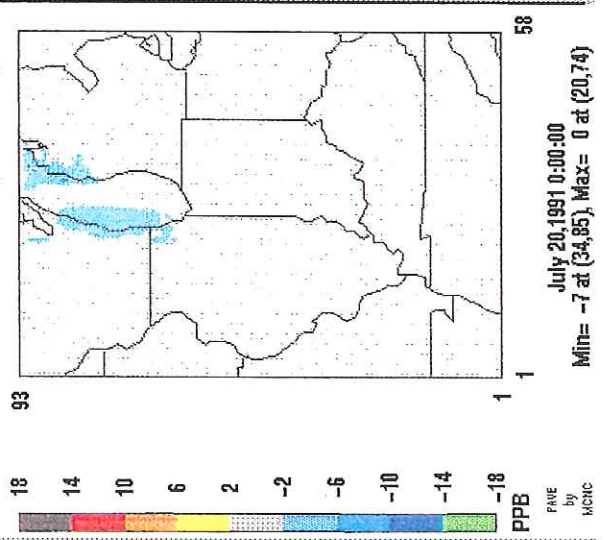 18
14
10
6
2
-2
-6
-10
-14
-18
PPB
PAVE
by
MCNC
93
1
1
58
July 20,1991 0:00:00
Min= -7 at (34,85), Max= 0 at (20,74)